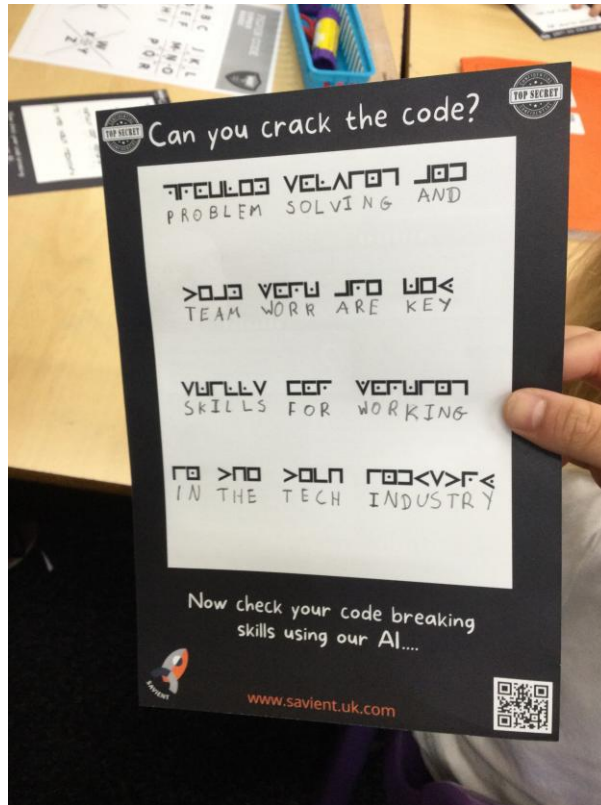 TOP SECRET
Can you crack the code?
TOP SECRET
PROBLEM SOLVING AND
TEAM WORK ARE KEY
SKILLS FOR WORKING
IN THE TECH INDUSTRY
Now check your code breaking
skills using our AI....
SAVIENT
www.savient.uk.com